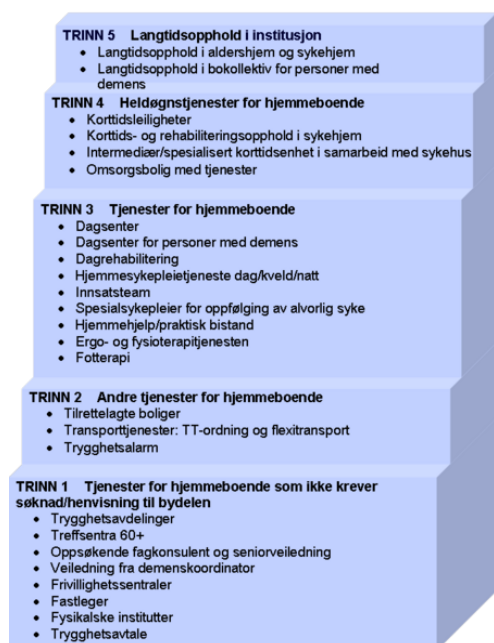 TRINN 5 Langtidsopphold i institusjon
• Langtidsopphold i aldershjem og sykehjem
• Langtidsopphold i bokollektiv for personer med
demens
TRINN 4 Heldøgnstjenester for hjemmeboende
• Korttidsleiligheter
• Korttids- og rehabiliteringsopphold i sykehjem
• Intermediær/spesialisert korttidsenhet i samarbeid med sykehus
• Omsorgsbolig med tjenester
TRINN 3 Tjenester for hjemmeboende
• Dagsenter
• Dagsenter for personer med demens
• Dagrehabilitering
• Hjemmesykepleietjeneste dag/kveld/natt
• Innsatsteam
• Spesialsykepleier for oppfølging av alvorlig syke
• Hjemmehjelp/praktisk bistand
• Ergo- og fysioterapitjenesten
• Fotterapi
TRINN 2 Andre tjenester for hjemmeboende
• Tilrettelagte boliger
• Transporttjenester: TT-ordning og flexitransport
• Trygghetsalarm
TRINN 1 Tjenester for hjemmeboende som ikke krever
søknad/henvisning til bydelen
• Trygghetsavdelinger
• Treffsentra 60+
• Oppsøkende fagkonsulent og seniorveiledning
• Veiledning fra demenskoordinator
• Frivillighetssentraler
• Fastleger
• Fysikalske institutter
• Trygghetsavtale